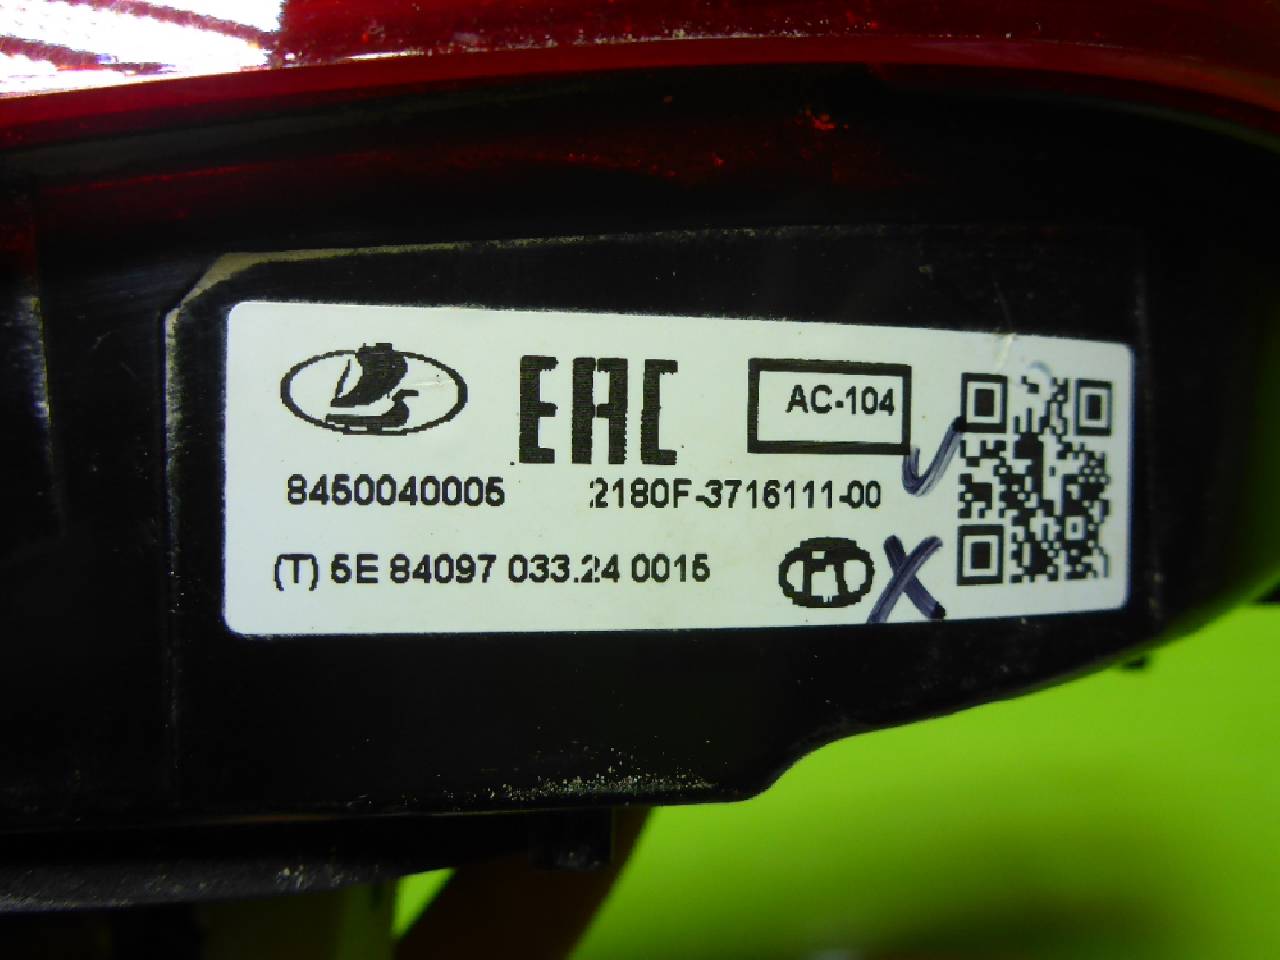 EAC
AC-104
8450040005 2180F-3716111-00
(T) 5E 84097 033.24 0015